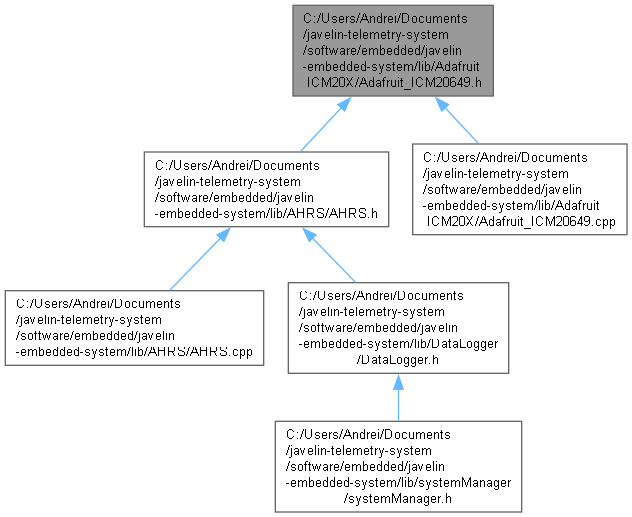 C:/Users/Andrei/Documents
/javelin-telemetry-system
/software/embedded/javelin
-embedded-system/lib/Adafruit
ICM20X/Adafruit_ICM20649.h
C:/Users/Andrei/Documents
/javelin-telemetry-system
/software/embedded/javelin
-embedded-system/lib/AHRS/AHRS.h
C:/Users/Andrei/Documents
/javelin-telemetry-system
/software/embedded/javelin
-embedded-system/lib/Adafruit
ICM20X/Adafruit_ICM20649.cpp
C:/Users/Andrei/Documents
/javelin-telemetry-system
/software/embedded/javelin
-embedded-system/lib/AHRS/AHRS.cpp
C:/Users/Andrei/Documents
/javelin-telemetry-system
/software/embedded/javelin
-embedded-system/lib/DataLogger
/DataLogger.h
C:/Users/Andrei/Documents
/javelin-telemetry-system
/software/embedded/javelin
-embedded-system/lib/systemManager
/systemManager.h